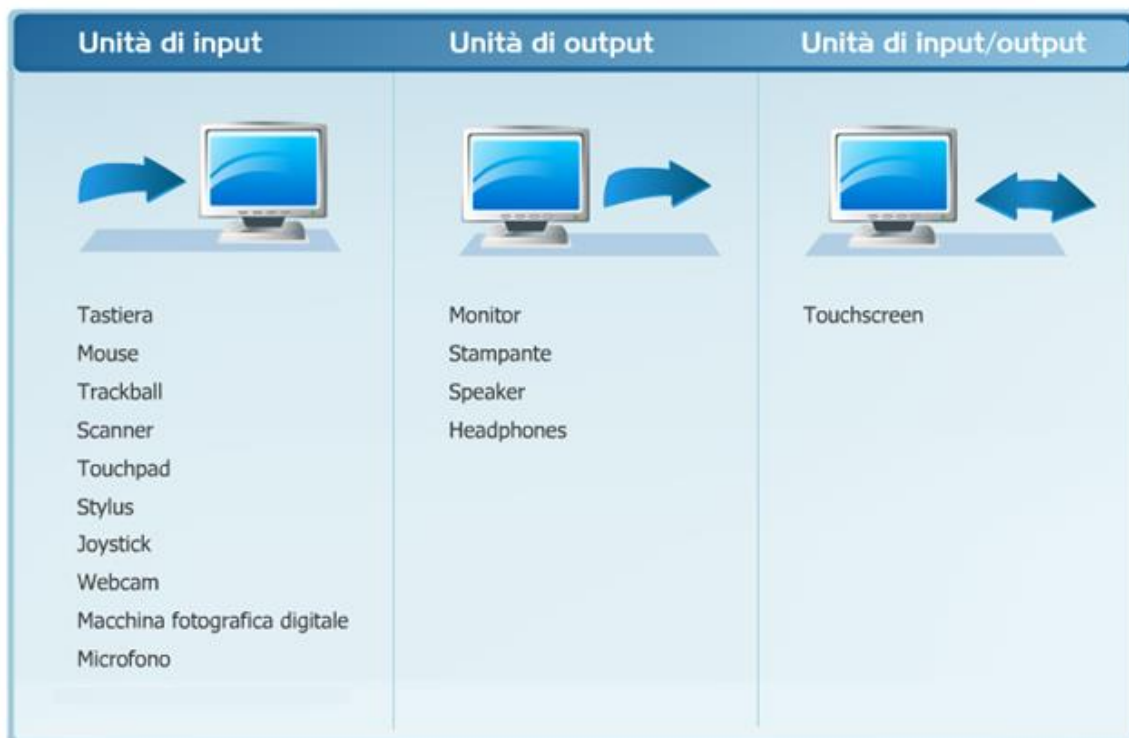 Unità di input
Unità di output
Unità di input/output
Tastiera
Mouse
Trackball
Scanner
Touchpad
Stylus
Joystick
Webcam
Macchina fotografica digitale
Microfono
Monitor
Stampante
Speaker
Headphones
Touchscreen